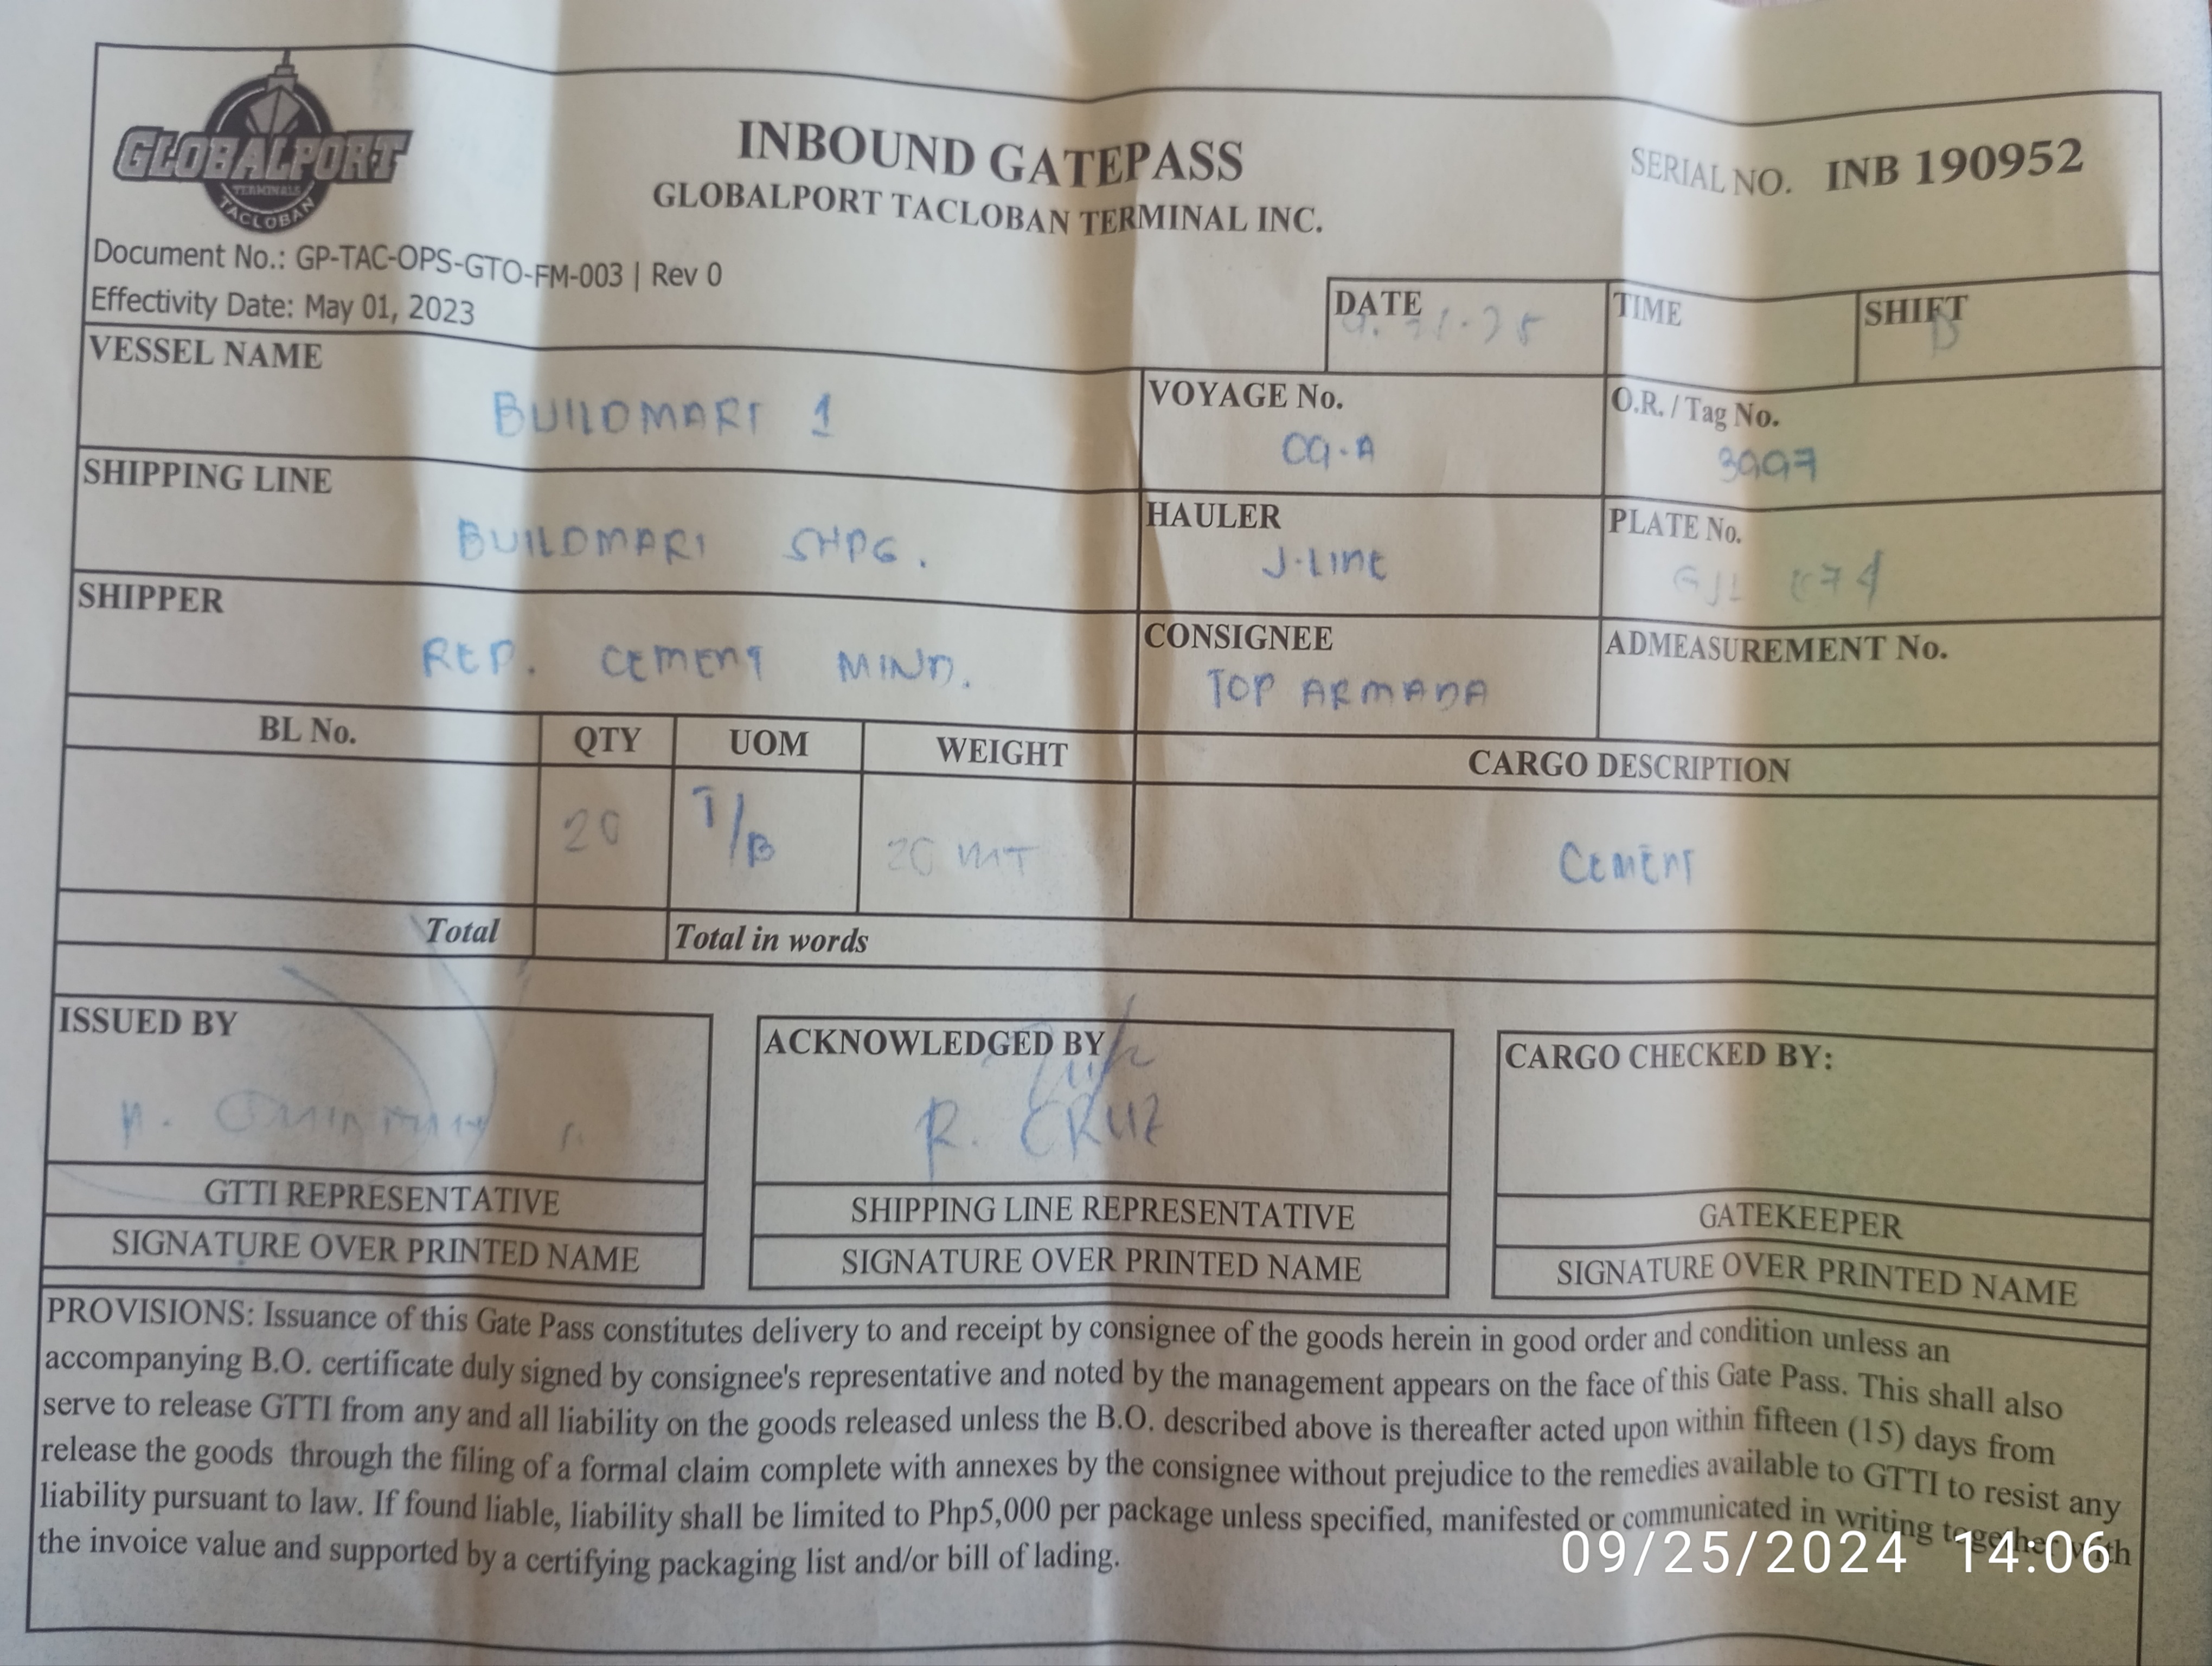 GLOBALPORT
TERMINALS
TACLOBAN
INBOUND GATEPASS
GLOBALPORT TACLOBAN TERMINAL INC.
SERIAL NO. INB 190952
Document No.: GP-TAC-OPS-GTO-FM-003 | Rev 0
Effectivity Date: May 01, 2023
DATE
TIME
SHIFT
VESSEL NAME
BUILDMART 1
VOYAGE No.
09-A
O.R. / Tag No.
3997
SHIPPING LINE
BUILDMART SHPG.
HAULER
J-LINE
PLATE No.
SHIPPER
REP. CEMENT MIND.
CONSIGNEE
TOP ARMADA
ADMEASUREMENT No.
BL No. QTY UOM WEIGHT CARGO DESCRIPTION
20 T/B 20 MT CEMENT
Total Total in words
ISSUED BY
ACKNOWLEDGED BY
R. CRUZ
CARGO CHECKED BY:
GTTI REPRESENTATIVE
SIGNATURE OVER PRINTED NAME
SHIPPING LINE REPRESENTATIVE
SIGNATURE OVER PRINTED NAME
GATEKEEPER
SIGNATURE OVER PRINTED NAME
PROVISIONS: Issuance of this Gate Pass constitutes delivery to and receipt by consignee of the goods herein in good order and condition unless an
accompanying B.O. certificate duly signed by consignee's representative and noted by the management appears on the face of this Gate Pass. This shall also
serve to release GTTI from any and all liability on the goods released unless the B.O. described above is thereafter acted upon within fifteen (15) days from
release the goods through the filing of a formal claim complete with annexes by the consignee without prejudice to the remedies available to GTTI to resist any
liability pursuant to law. If found liable, liability shall be limited to Php5,000 per package unless specified, manifested or communicated in writing together with
the invoice value and supported by a certifying packaging list and/or bill of lading.
09/25/2024 14:06